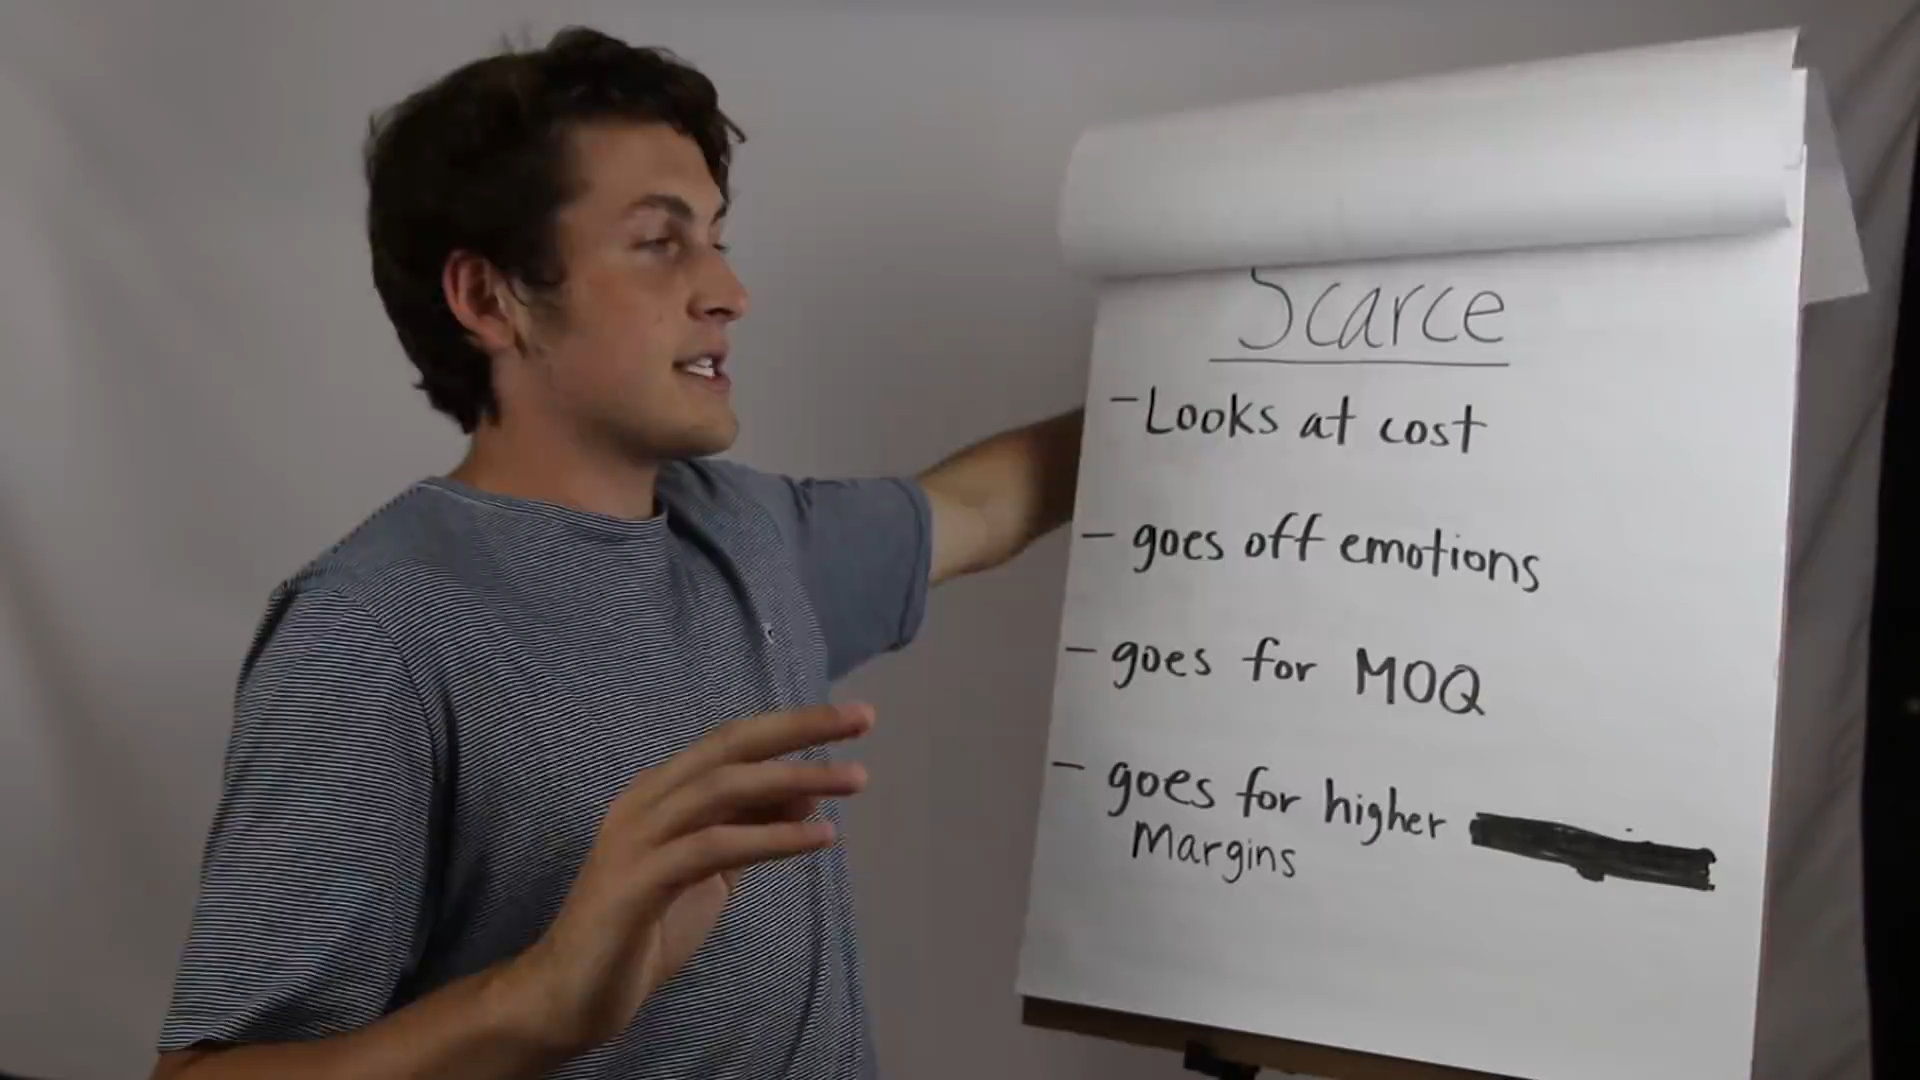 Scarce
- Looks at cost
- goes off emotions
- goes for MOQ
- goes for higher
Margins